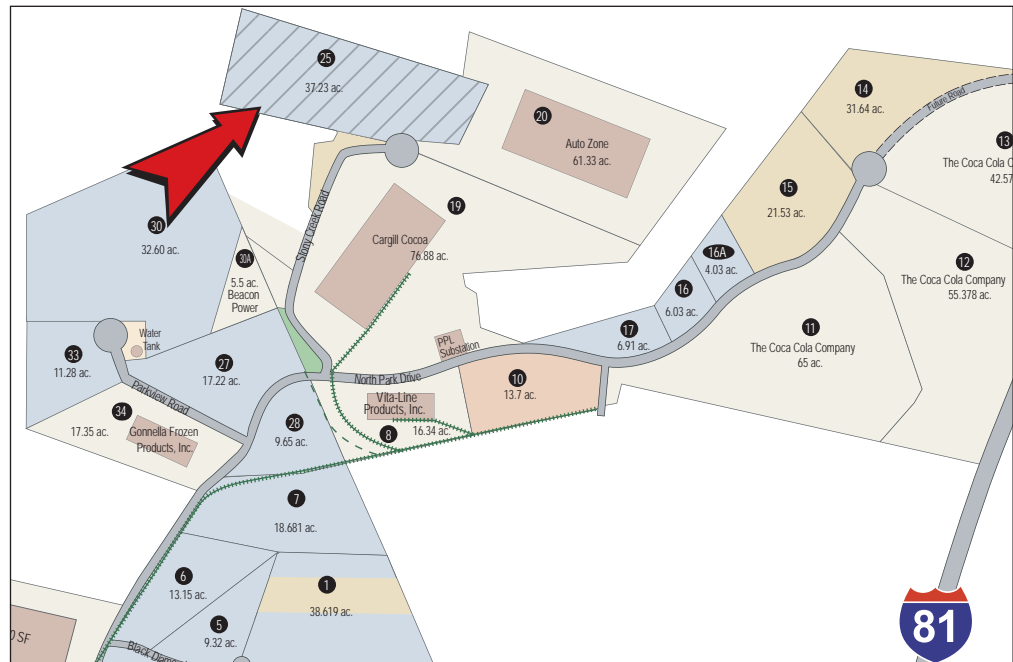 25
37.23 ac.
14
31.64 ac.
Future Road
20
Auto Zone
61.33 ac.
13
The Coca Cola C
42.57
15
21.53 ac.
19
Cargill Cocoa
76.88 ac.
Stony Creek Road
30
32.60 ac.
30A
5.5 ac.
Beacon
Power
16A
4.03 ac.
12
The Coca Cola Company
55.378 ac.
16
6.03 ac.
17
6.91 ac.
11
The Coca Cola Company
65 ac.
Water
Tank
33
11.28 ac.
27
17.22 ac.
PPL
Substation
North Park Drive
10
13.7 ac.
Parkview Road
Vita-Line
Products, Inc.
8
16.34 ac.
34
17.35 ac.
Gonnella Frozen
Products, Inc.
28
9.65 ac.
7
18.681 ac.
6
13.15 ac.
1
38.619 ac.
5
9.32 ac.
0 SF
81